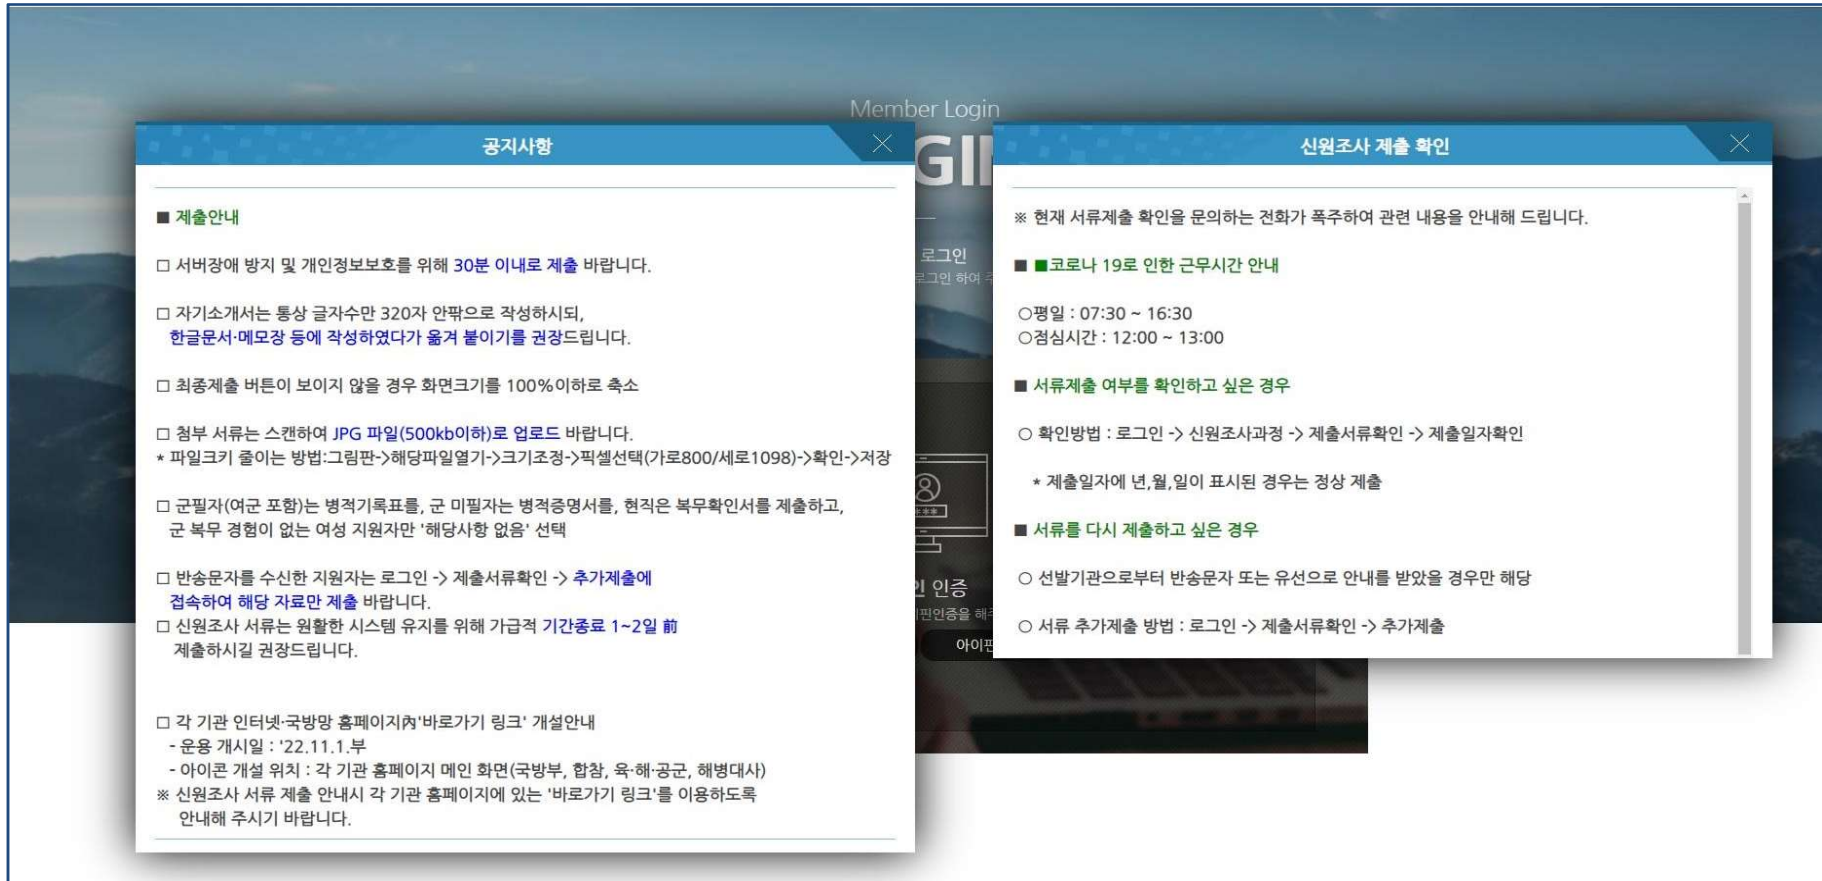 Member Login
공지사항
■ 제출안내
□ 서버장애 방지 및 개인정보보호를 위해 30분 이내로 제출 바랍니다.
□ 자기소개서는 통상 글자수만 320자 안팎으로 작성하시되,
한글문서·메모장 등에 작성하였다가 옮겨 붙이기를 권장드립니다.
□ 최종제출 버튼이 보이지 않을 경우 화면크기를 100%이하로 축소
□ 첨부 서류는 스캔하여 JPG 파일(500kb이하)로 업로드 바랍니다.
* 파일크키 줄이는 방법:그림판->해당파일열기->크기조정->픽셀선택(가로800/세로1098)->확인->저장
□ 군필자(여군 포함)는 병적기록표를, 군 미필자는 병적증명서를, 현직은 복무확인서를 제출하고,
군 복무 경험이 없는 여성 지원자만 '해당사항 없음' 선택
□ 반송문자를 수신한 지원자는 로그인 -> 제출서류확인 -> 추가제출에
접속하여 해당 자료만 제출 바랍니다.
□ 신원조사 서류는 원활한 시스템 유지를 위해 가급적 기간종료 1~2일 前
제출하시길 권장드립니다.
□ 각 기관 인터넷·국방망 홈페이지內'바로가기 링크' 개설안내
- 운용 개시일 : '22.11.1.부
- 아이콘 개설 위치 : 각 기관 홈페이지 메인 화면(국방부, 합참, 육·해·공군, 해병대사)
※ 신원조사 서류 제출 안내시 각 기관 홈페이지에 있는 '바로가기 링크'를 이용하도록
안내해 주시기 바랍니다.
GI
로그인
로그인 하여
***
인 인증
핀인증을
아이핀
신원조사 제출 확인
※ 현재 서류제출 확인을 문의하는 전화가 폭주하여 관련 내용을 안내해 드립니다.
■ ■코로나 19로 인한 근무시간 안내
○평일 : 07:30 ~ 16:30
○점심시간 : 12:00 ~ 13:00
■ 서류제출 여부를 확인하고 싶은 경우
○ 확인방법 : 로그인 -> 신원조사과정 -> 제출서류확인 -> 제출일자확인
* 제출일자에 년,월,일이 표시된 경우는 정상 제출
■ 서류를 다시 제출하고 싶은 경우
○ 선발기관으로부터 반송문자 또는 유선으로 안내를 받았을 경우만 해당
○ 서류 추가제출 방법 : 로그인 -> 제출서류확인 -> 추가제출